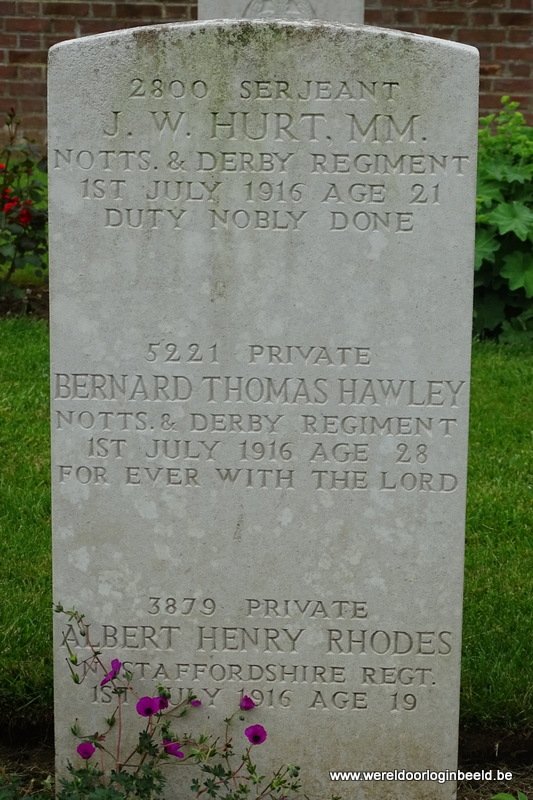 2800 SERJEANT
J. W. HURT, MM.
NOTTS. & DERBY REGIMENT
1ST JULY 1916 AGE 21
DUTY NOBLY DONE
5221 PRIVATE
BERNARD THOMAS HAWLEY
NOTTS. & DERBY REGIMENT
1ST JULY 1916 AGE 28
FOR EVER WITH THE LORD
3879 PRIVATE
ALBERT HENRY RHODES
N. STAFFORDSHIRE REGT.
1ST JULY 1916 AGE 19
www.wereldoorloginbeeld.be